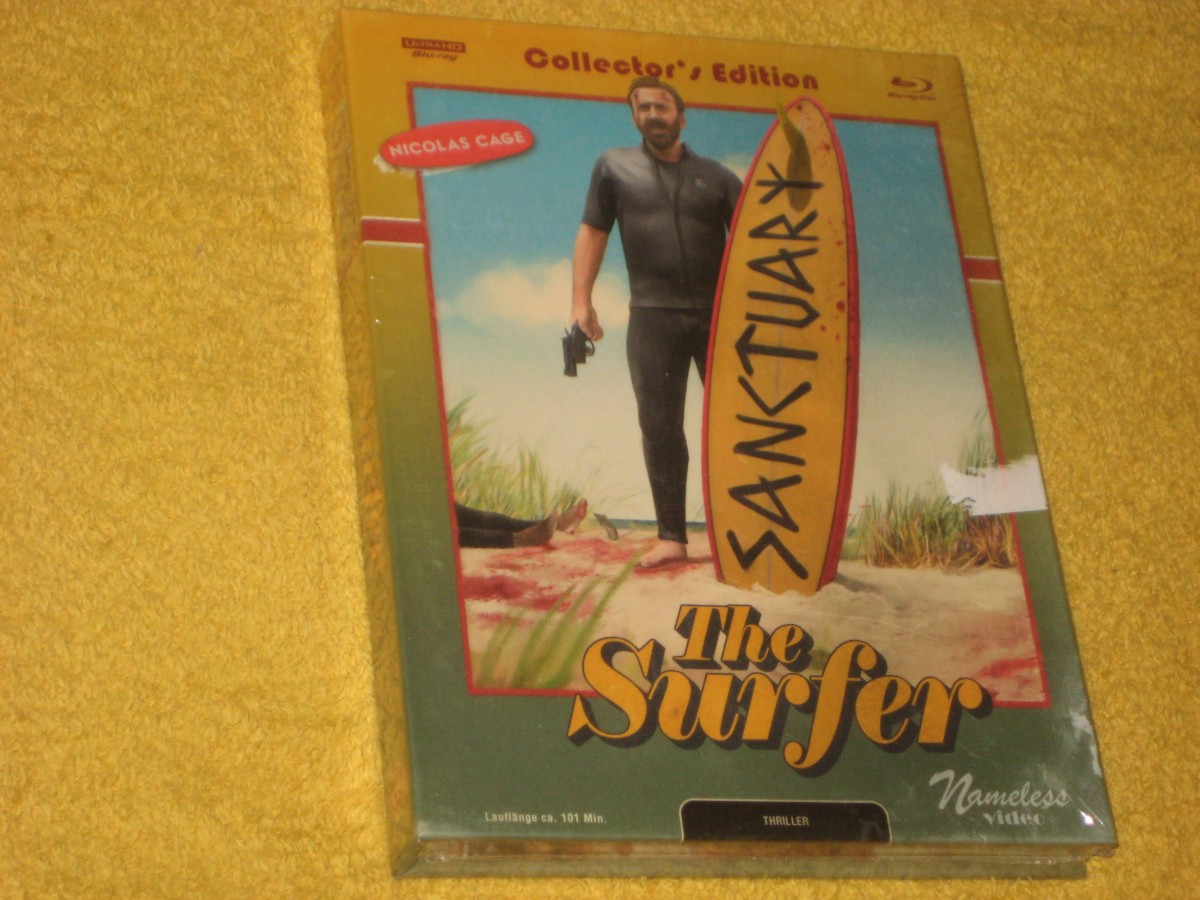 ULTRA HD
Blu-ray
Collector's Edition
Blu-ray Disc
NICOLAS CAGE
SANCTUARY
The
Surfer
Nameless
video
Lauflänge ca. 101 Min.
THRILLER